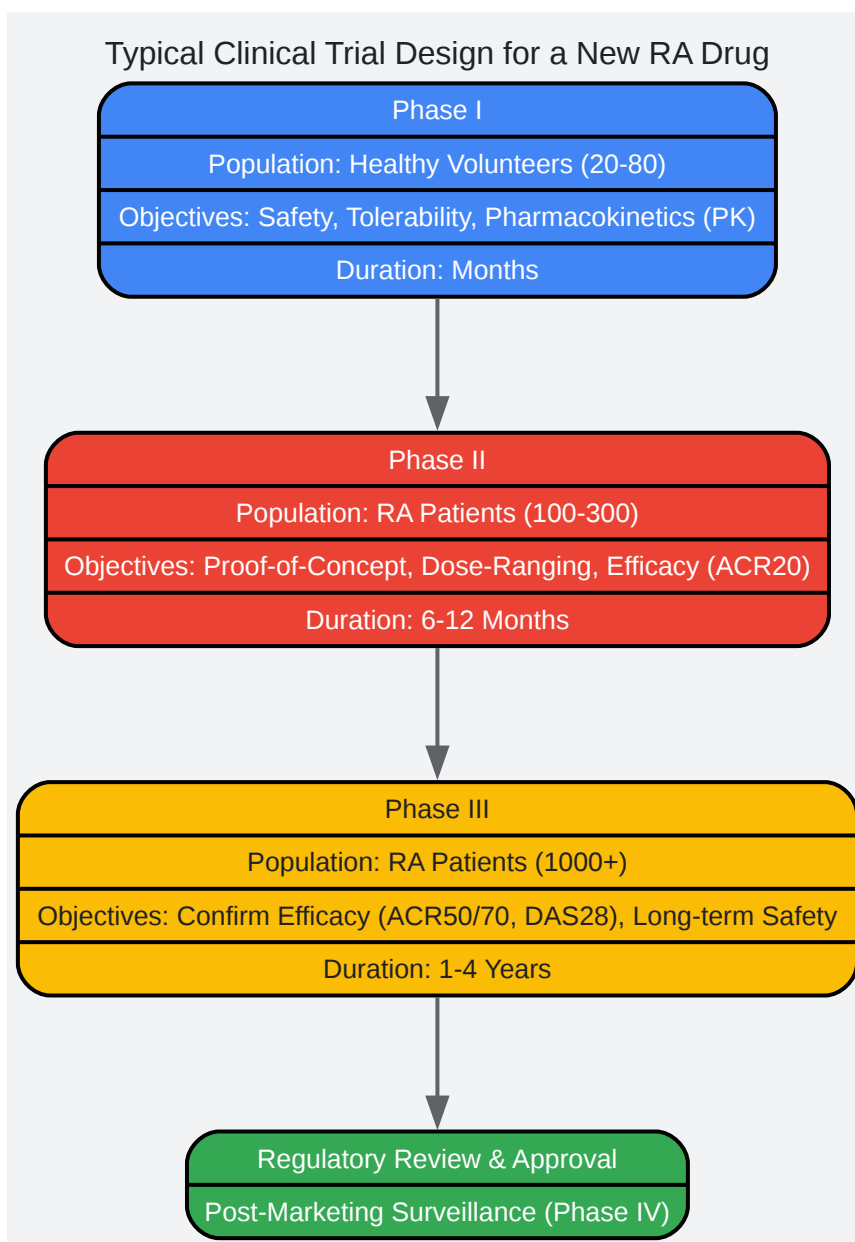 Typical Clinical Trial Design for a New RA Drug
Phase I
Population: Healthy Volunteers (20-80)
Objectives: Safety, Tolerability, Pharmacokinetics (PK)
Duration: Months
Phase II
Population: RA Patients (100-300)
Objectives: Proof-of-Concept, Dose-Ranging, Efficacy (ACR20)
Duration: 6-12 Months
Phase III
Population: RA Patients (1000+)
Objectives: Confirm Efficacy (ACR50/70, DAS28), Long-term Safety
Duration: 1-4 Years
Regulatory Review & Approval
Post-Marketing Surveillance (Phase IV)